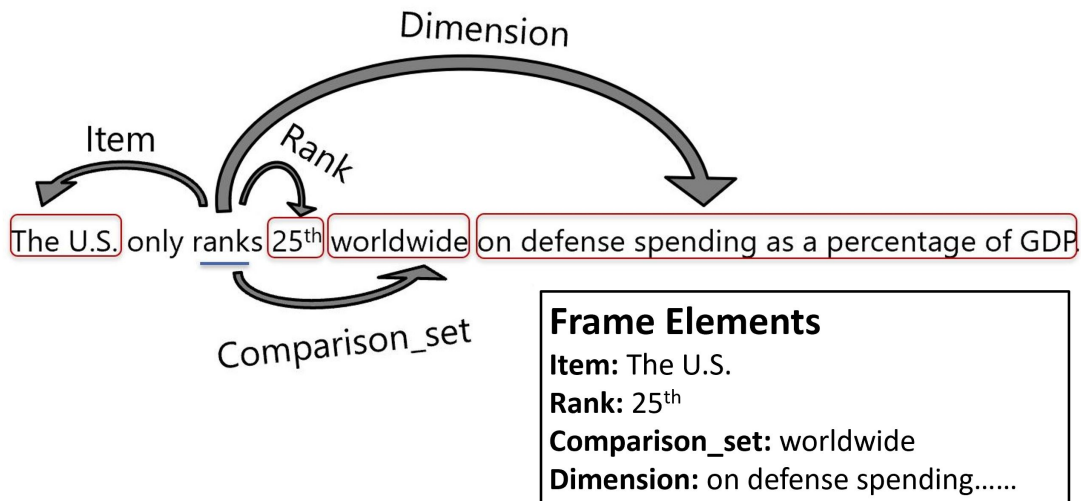 Dimension
Item
Rank
The U.S. only ranks 25th worldwide on defense spending as a percentage of GDP
Comparison_set
Frame Elements
Item: The U.S.
Rank: 25th
Comparison_set: worldwide
Dimension: on defense spending……